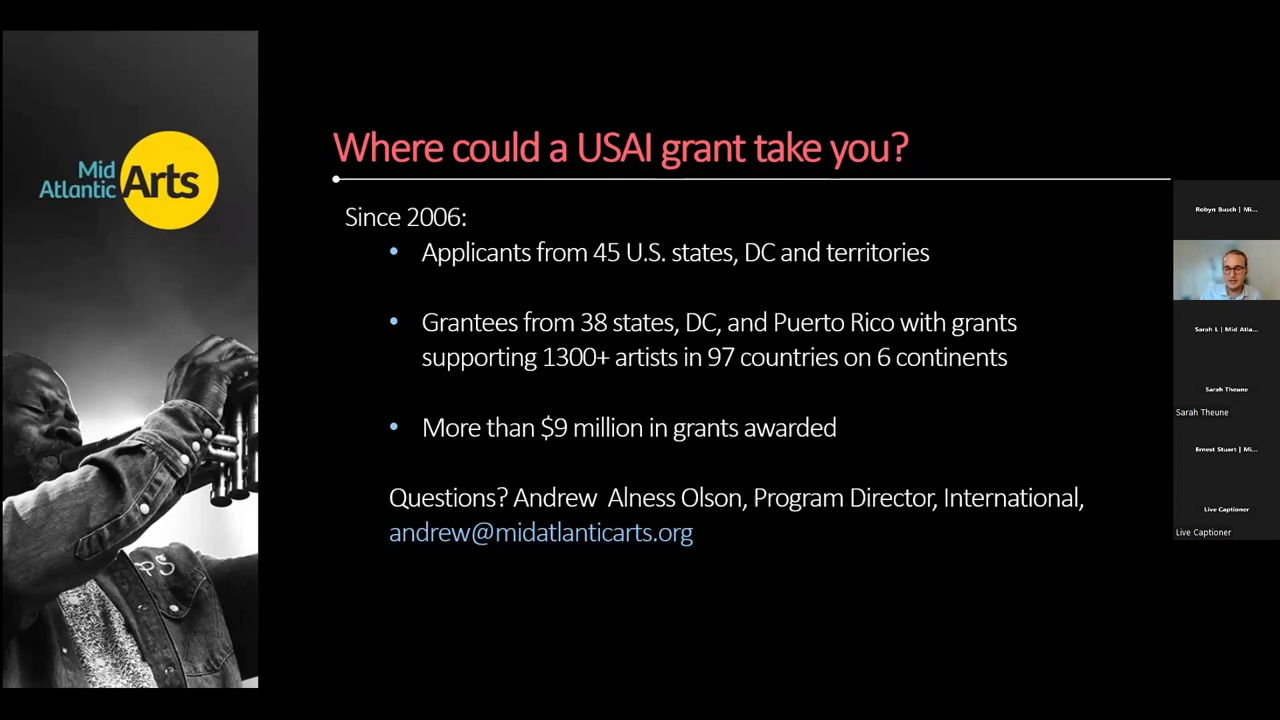 Mid
Atlantic
Arts
Where could a USAI grant take you?
Since 2006:
• Applicants from 45 U.S. states, DC and territories
• Grantees from 38 states, DC, and Puerto Rico with grants
supporting 1300+ artists in 97 countries on 6 continents
• More than $9 million in grants awarded
Questions? Andrew Alness Olson, Program Director, International,
andrew@midatlanticarts.org
PS
Robyn Busch | Mi...
Sarah L | Mid Atla...
Sarah Theune
Sarah Theune
Ernest Stuart | Mi...
Live Captioner
Live Captioner